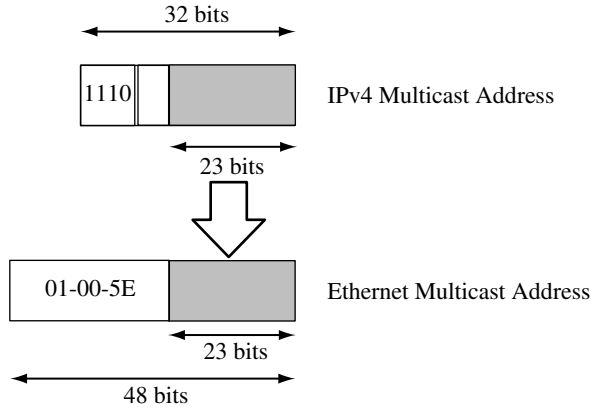 32 bits
1110
IPv4 Multicast Address
23 bits
01-00-5E
Ethernet Multicast Address
23 bits
48 bits